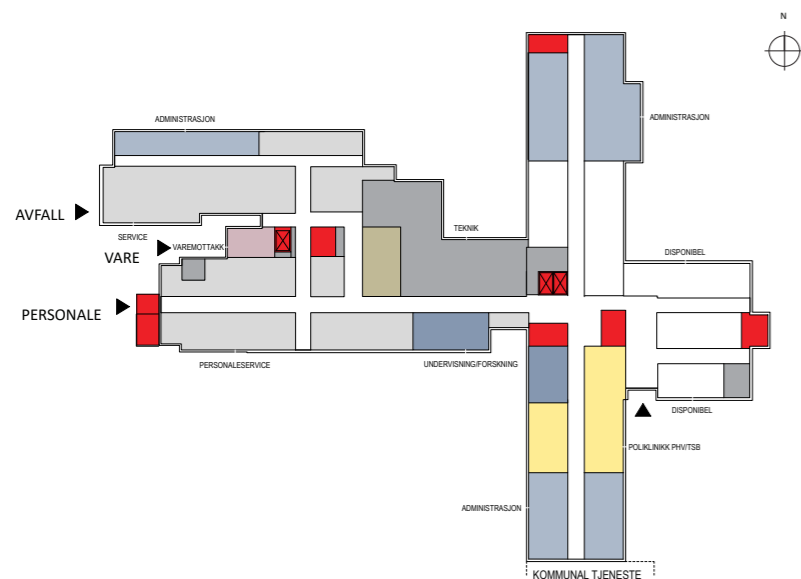 N
ADMINISTRASJON
ADMINISTRASJON
AVFALL
SERVICE
TEKNIK
VARE
VAREMOTTAKK
DISPONIBEL
PERSONALE
PERSONALESERVICE
UNDERVISNING/FORSKNING
DISPONIBEL
POLIKLINIKK PHV/TSB
ADMINISTRASJON
KOMMUNAL TJENESTE